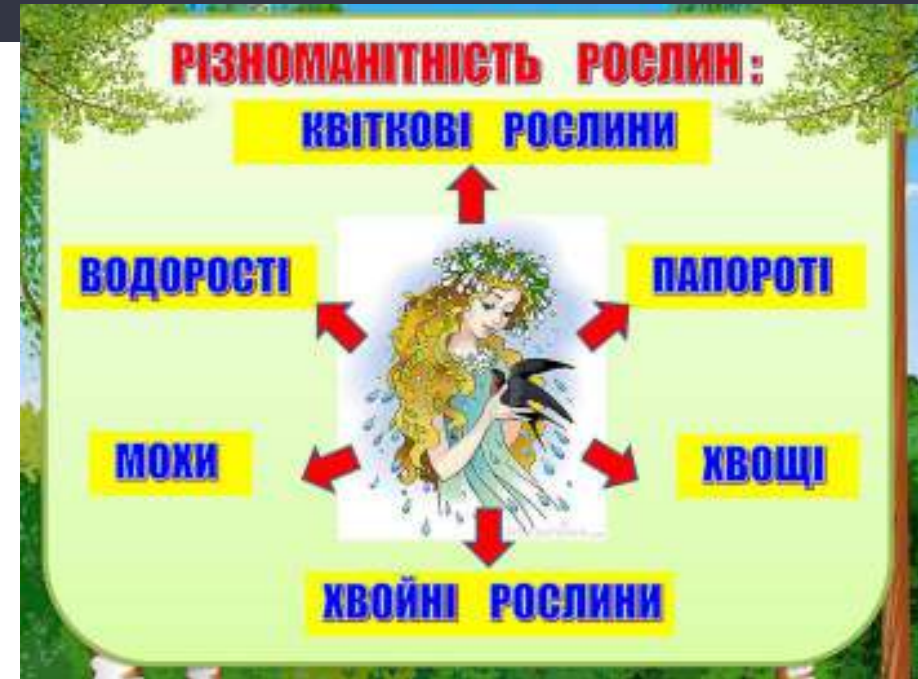 РІЗНОМАНІТНІСТЬ РОСЛИН:
КВІТКОВІ РОСЛИНИ
ВОДОРОСТІ
ПАПОРОТІ
МОХИ
ХВОЩІ
ХВОЙНІ РОСЛИНИ